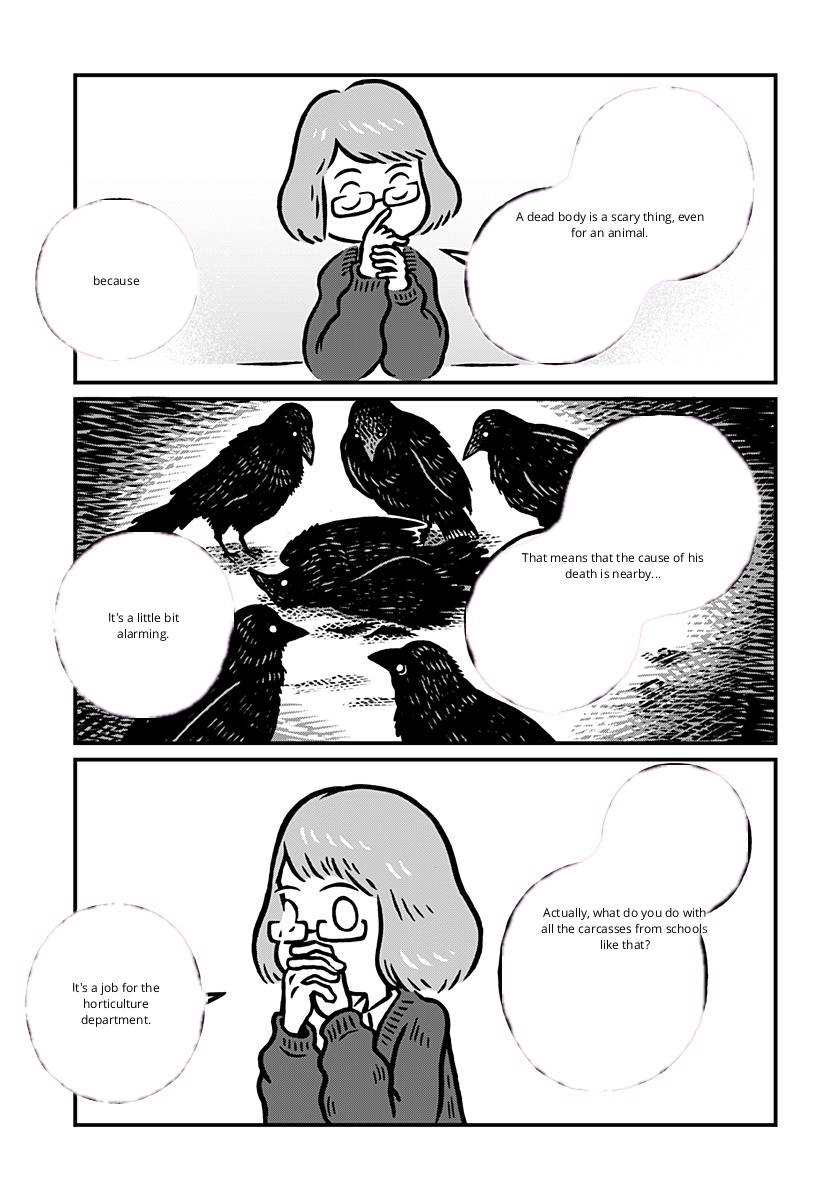 A dead body is a scary thing, even
for an animal.
because
That means that the cause of his
death is nearby...
It's a little bit
alarming.
Actually, what do you do with
all the carcasses from schools
like that?
It's a job for the
horticulture
department.